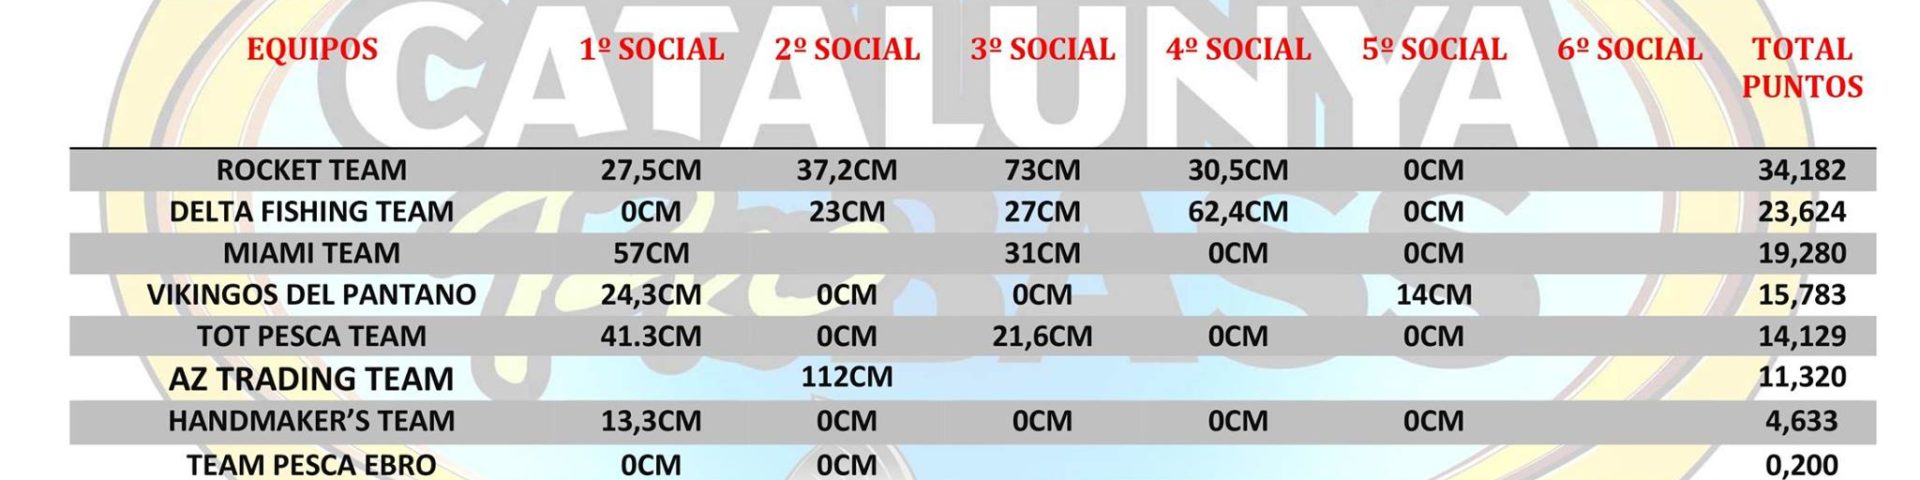 CATALUNYA
Pro BASS
EQUIPOS 1º SOCIAL 2º SOCIAL 3º SOCIAL 4º SOCIAL 5º SOCIAL 6º SOCIAL TOTAL
PUNTOS
ROCKET TEAM 27,5CM 37,2CM 73CM 30,5CM 0CM 34,182
DELTA FISHING TEAM 0CM 23CM 27CM 62,4CM 0CM 23,624
MIAMI TEAM 57CM 31CM 0CM 0CM 19,280
VIKINGOS DEL PANTANO 24,3CM 0CM 0CM 14CM 15,783
TOT PESCA TEAM 41.3CM 0CM 21,6CM 0CM 0CM 14,129
AZ TRADING TEAM 112CM 11,320
HANDMAKER’S TEAM 13,3CM 0CM 0CM 0CM 0CM 4,633
TEAM PESCA EBRO 0CM 0CM 0,200